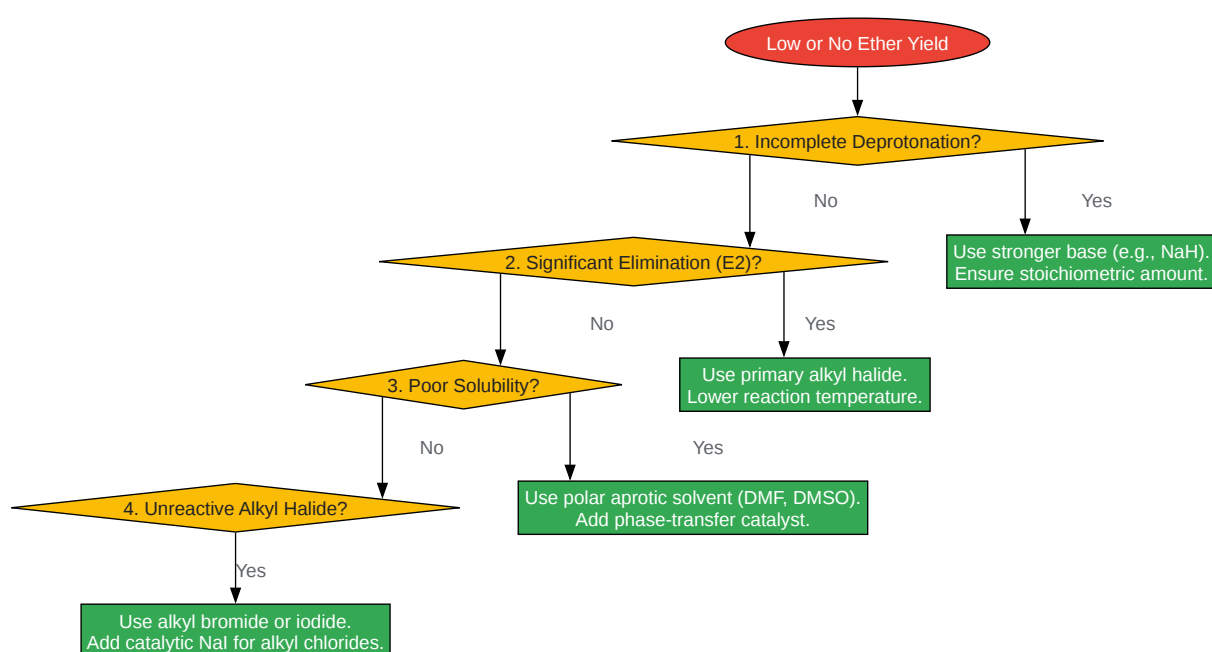 Low or No Ether Yield
1. Incomplete Deprotonation?
No
Yes
Use stronger base (e.g., NaH).
Ensure stoichiometric amount.
2. Significant Elimination (E2)?
No
Yes
Use primary alkyl halide.
Lower reaction temperature.
3. Poor Solubility?
No
Yes
Use polar aprotic solvent (DMF, DMSO).
Add phase-transfer catalyst.
4. Unreactive Alkyl Halide?
Yes
Use alkyl bromide or iodide.
Add catalytic NaI for alkyl chlorides.